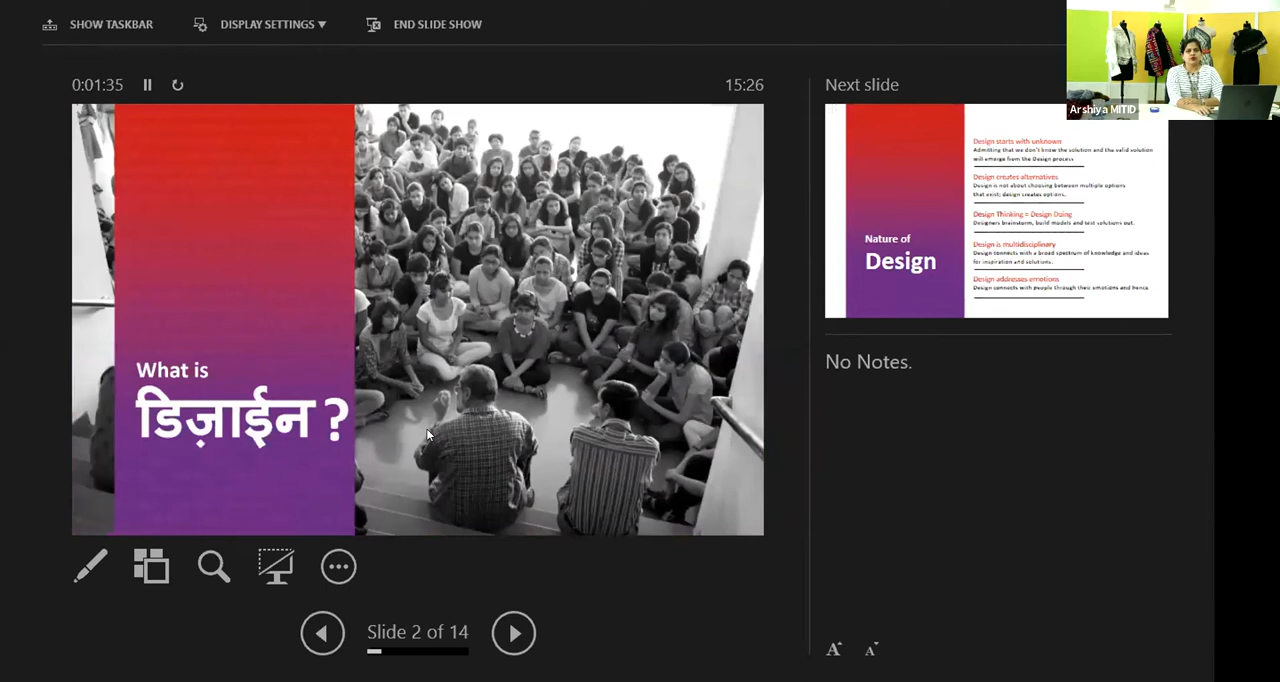 SHOW TASKBAR
DISPLAY SETTINGS ▼
END SLIDE SHOW
Arshiya MITID
0:01:35
15:26
What is
डिज़ाईन ?
Slide 2 of 14
Next slide
Nature of
Design
Design starts with unknown
Admitting that we don't know the solution and the valid solution
will emerge from the Design process
Design creates alternatives
Design is not about choosing between multiple options
that exist; design creates options.
Design Thinking = Design Doing
Designers brainstorm, build models and test solutions out.
Design is multidisciplinary
Design connects with a broad spectrum of knowledge and ideas
for inspiration and solutions.
Design addresses emotions
Design connects with people through their emotions and hence
No Notes.
A A